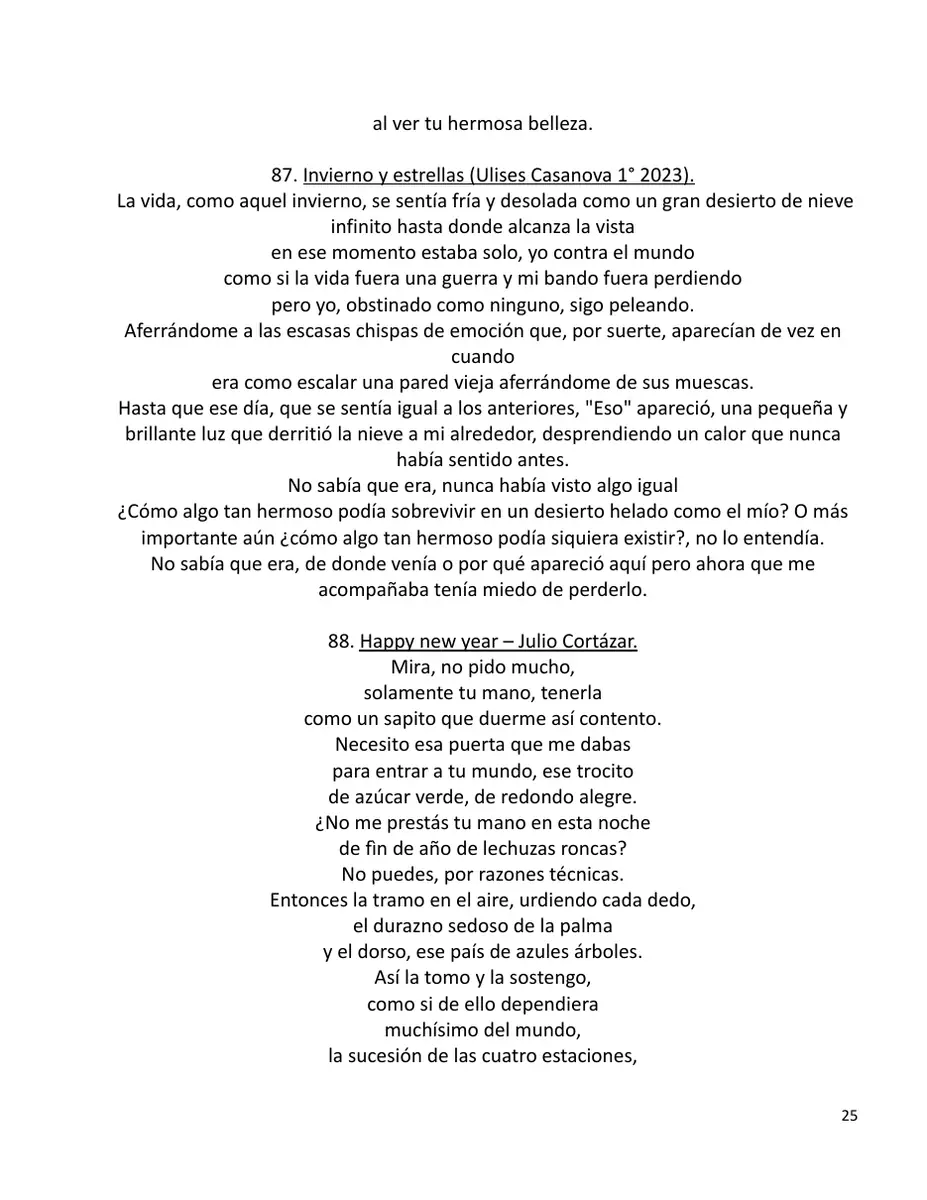 al ver tu hermosa belleza.
87. Invierno y estrellas (Ulises Casanova 1° 2023).
La vida, como aquel invierno, se sentía fría y desolada como un gran desierto de nieve
infinito hasta donde alcanza la vista
en ese momento estaba solo, yo contra el mundo
como si la vida fuera una guerra y mi bando fuera perdiendo
pero yo, obstinado como ninguno, sigo peleando.
Aferrándome a las escasas chispas de emoción que, por suerte, aparecían de vez en
cuando
era como escalar una pared vieja aferrándome de sus muescas.
Hasta que ese día, que se sentía igual a los anteriores, "Eso" apareció, una pequeña y
brillante luz que derritió la nieve a mi alrededor, desprendiendo un calor que nunca
había sentido antes.
No sabía que era, nunca había visto algo igual
¿Cómo algo tan hermoso podía sobrevivir en un desierto helado como el mío? O más
importante aún ¿cómo algo tan hermoso podía siquiera existir?, no lo entendía.
No sabía que era, de donde venía o por qué apareció aquí pero ahora que me
acompañaba tenía miedo de perderlo.
88. Happy new year – Julio Cortázar.
Mira, no pido mucho,
solamente tu mano, tenerla
como un sapito que duerme así contento.
Necesito esa puerta que me dabas
para entrar a tu mundo, ese trocito
de azúcar verde, de redondo alegre.
¿No me prestás tu mano en esta noche
de fin de año de lechuzas roncas?
No puedes, por razones técnicas.
Entonces la tramo en el aire, urdiendo cada dedo,
el durazno sedoso de la palma
y el dorso, ese país de azules árboles.
Así la tomo y la sostengo,
como si de ello dependiera
muchísimo del mundo,
la sucesión de las cuatro estaciones,
25